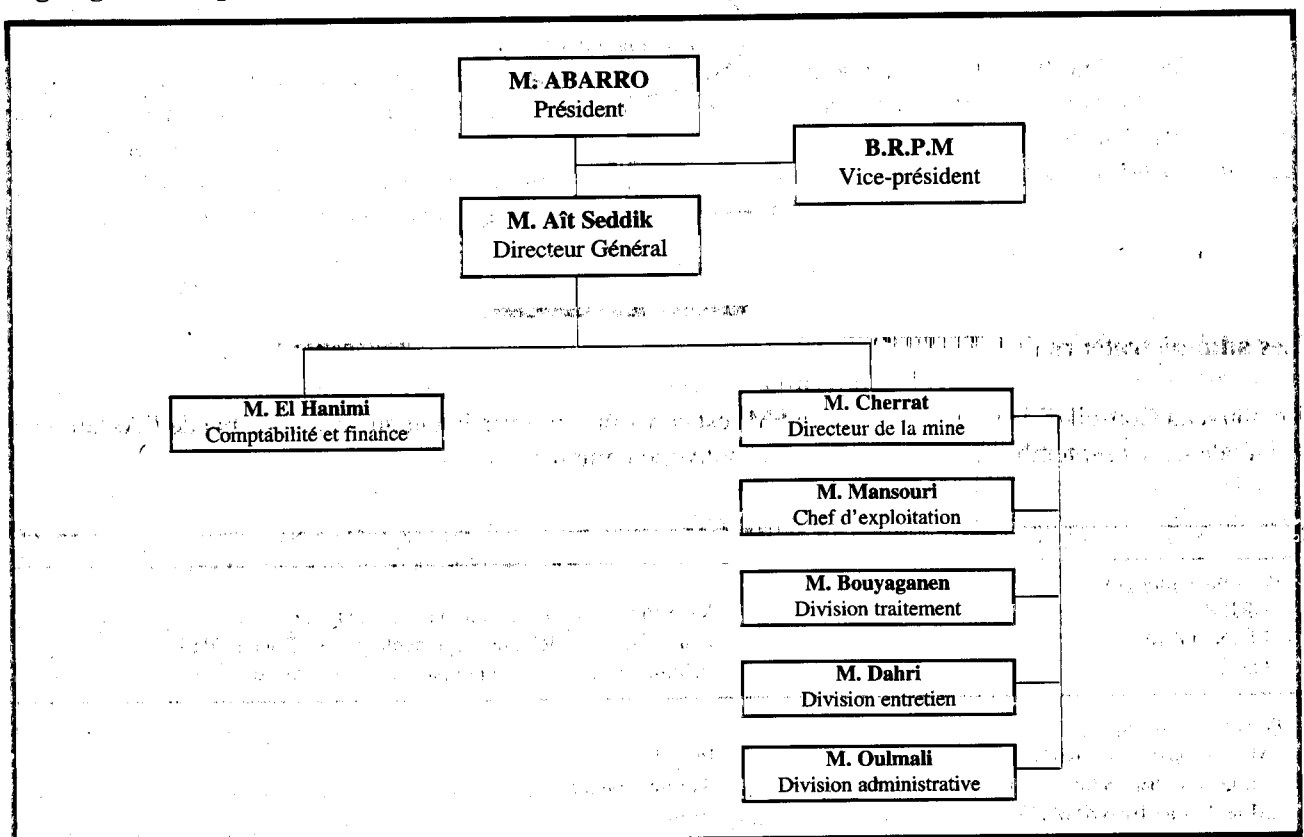 M. ABARRO
Président
B.R.P.M
Vice-président
M. Aît Seddik
Directeur Général
M. El Hanimi
Comptabilité et finance
M. Cherrat
Directeur de la mine
M. Mansouri
Chef d'exploitation
M. Bouyaganen
Division traitement
M. Dahri
Division entretien
M. Oulmali
Division administrative